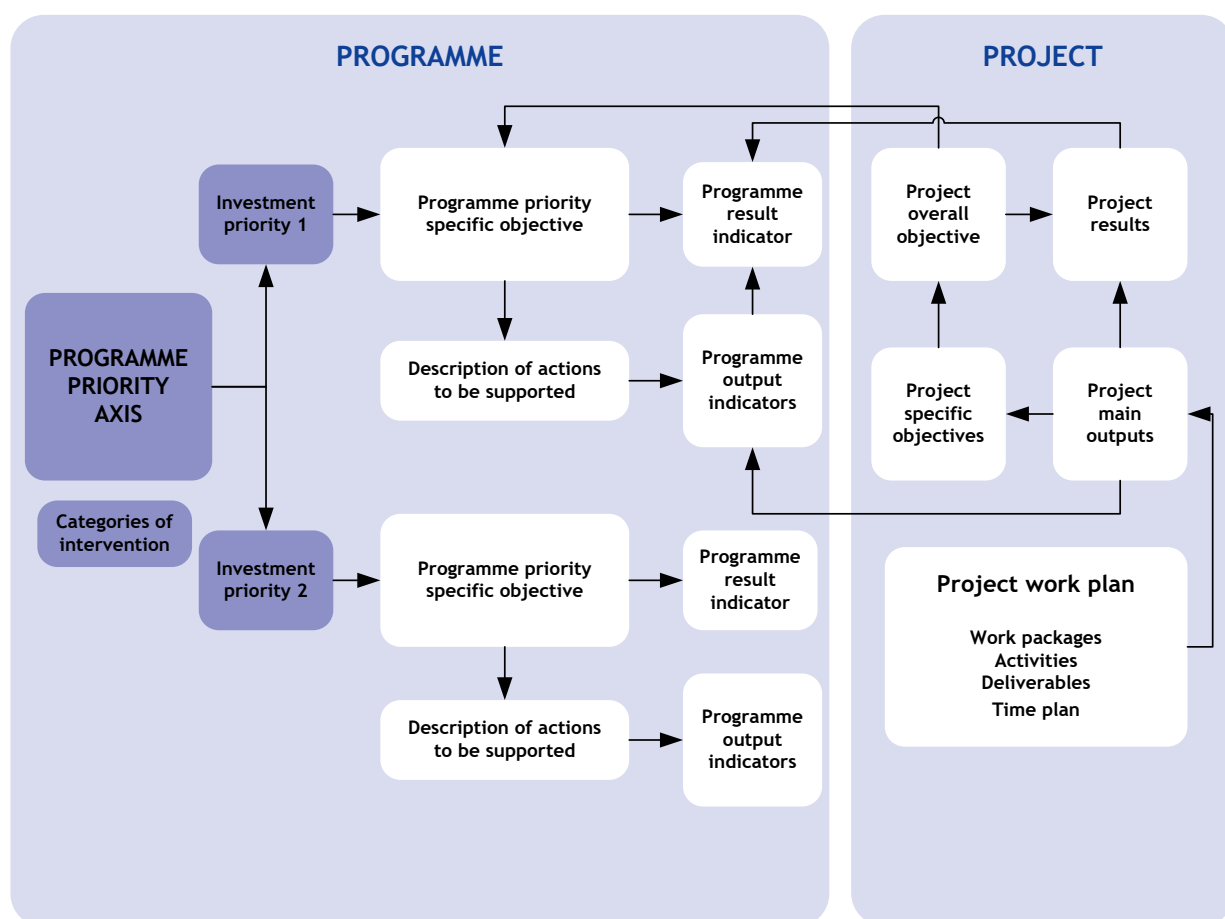 PROGRAMME
PROJECT
Investment
priority 1
Programme priority
specific objective
Programme
result
indicator
Project
overall
objective
Project
results
PROGRAMME
PRIORITY
AXIS
Description of actions
to be supported
Programme
output
indicators
Project
specific
objectives
Project
main
outputs
Categories of
intervention
Investment
priority 2
Programme priority
specific objective
Programme
result
indicator
Project work plan
Work packages
Activities
Deliverables
Time plan
Description of actions
to be supported
Programme
output
indicators